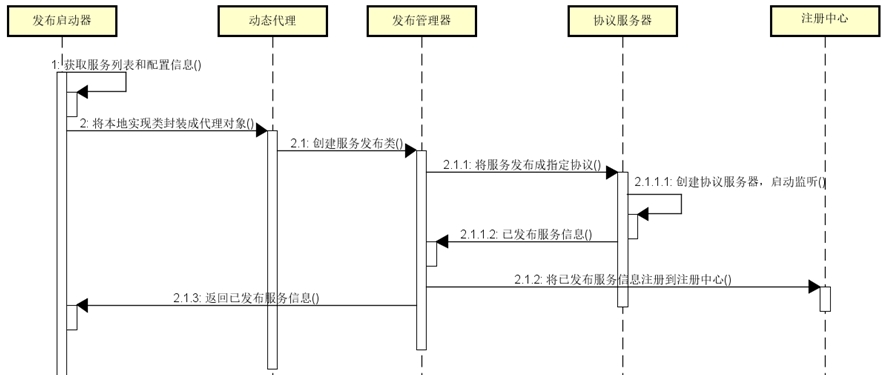 发布启动器
动态代理
发布管理器
协议服务器
注册中心
1: 获取服务列表和配置信息()
2: 将本地实现类封装成代理对象()
2.1: 创建服务发布类()
2.1.1: 将服务发布成指定协议()
2.1.1.1: 创建协议服务器，启动监听()
2.1.1.2: 已发布服务信息()
2.1.2: 将已发布服务信息注册到注册中心()
2.1.3: 返回已发布服务信息()